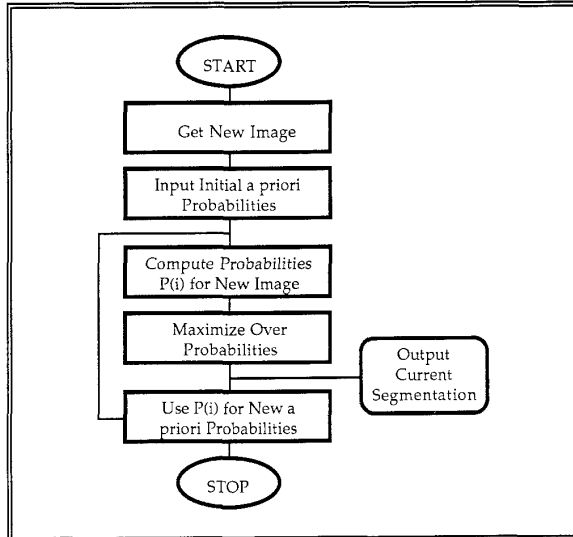 START
Get New Image
Input Initial a priori
Probabilities
Compute Probabilities
P(i) for New Image
Maximize Over
Probabilities
Output
Current
Segmentation
Use P(i) for New a
priori Probabilities
STOP